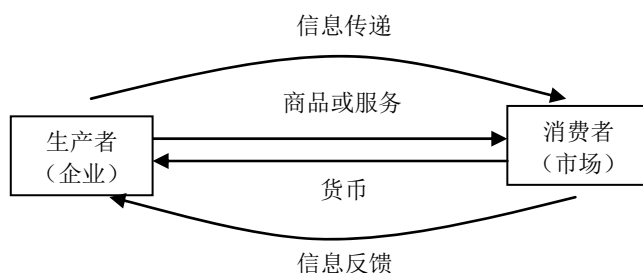 信息传递
商品或服务
生产者
（企业）
消费者
（市场）
货币
信息反馈